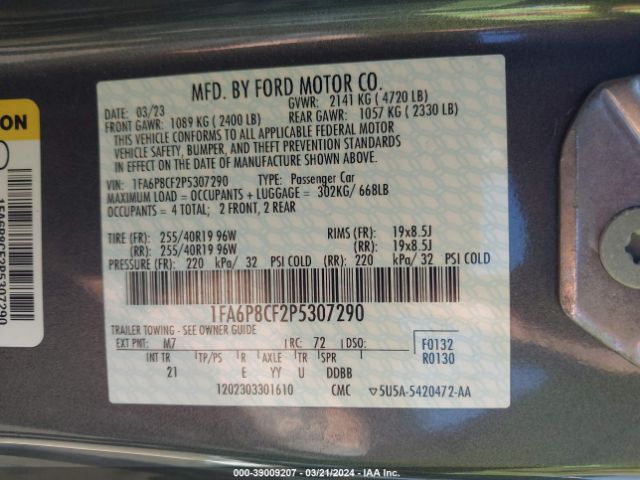 MFD. BY FORD MOTOR CO.
DATE: 03/23 GVWR: 2141 KG ( 4720 LB)
FRONT GAWR: 1089 KG ( 2400 LB) REAR GAWR: 1057 KG ( 2330 LB)
THIS VEHICLE CONFORMS TO ALL APPLICABLE FEDERAL MOTOR
VEHICLE SAFETY, BUMPER, AND THEFT PREVENTION STANDARDS
IN EFFECT ON THE DATE OF MANUFACTURE SHOWN ABOVE.
VIN: 1FA6P8CF2P5307290 TYPE: Passenger Car
MAXIMUM LOAD = OCCUPANTS + LUGGAGE = 302KG/ 668LB
OCCUPANTS = 4 TOTAL; 2 FRONT, 2 REAR
TIRE (FR): 255/40R19 96W RIMS (FR): 19x8.5J
(RR): 255/40R19 96W (RR): 19x8.5J
PRESSURE (FR): 220 kPa/ 32 PSI COLD (RR): 220 kPa/ 32 PSI COLD
1FA6P8CF2P5307290
TRAILER TOWING - SEE OWNER GUIDE
EXT PNT: M7 RC: 72 DSO: F0132
R0130
INT TR TP/PS R AXLE TR SPR
21 E YY U DDBB
1202303301610 CMC 5U5A-5420472-AA
ON
1FA6P8CF2P5307290
39009207 - 03/21/2024 - IAA Inc.